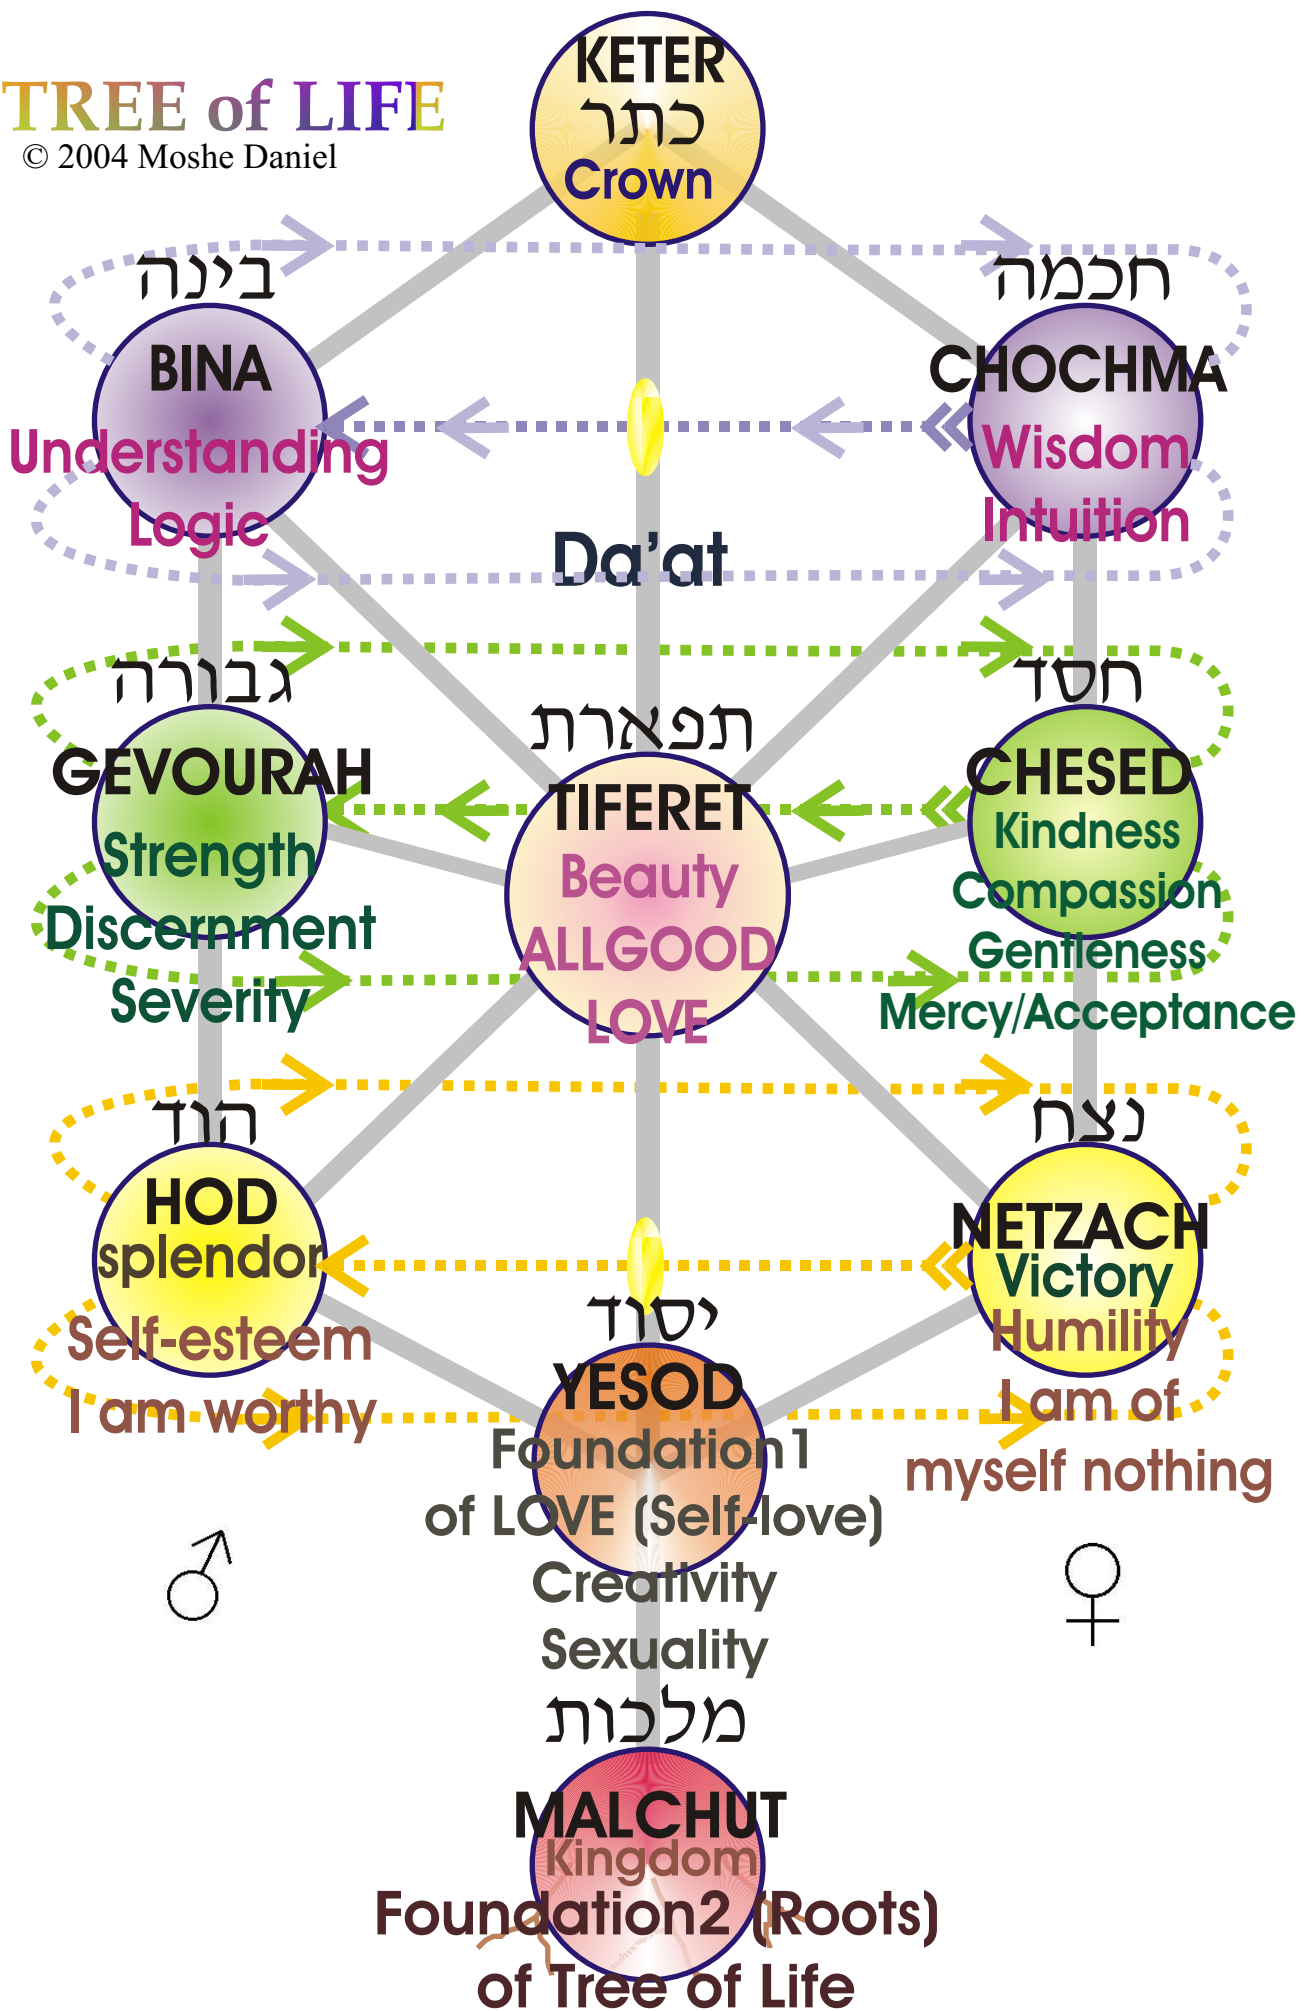 TREE of LIFE
© 2004 Moshe Daniel
KETER
כתר
Crown
בינה
BINA
Understanding
Logic
חכמה
CHOCHMA
Wisdom
Intuition
Da'at
גבורה
GEVOURAH
Strength
Discernment
Severity
תפארת
TIFERET
Beauty
ALLGOOD
LOVE
חסד
CHESED
Kindness
Compassion
Gentleness
Mercy/Acceptance
הוד
HOD
splendor
Self-esteem
I am worthy
נצח
NETZACH
Victory
Humility
I am of
myself nothing
יסוד
YESOD
Foundation1
of LOVE (Self-love)
Creativity
Sexuality
♂
♀
מלכות
MALCHUT
Kingdom
Foundation2 (Roots)
of Tree of Life